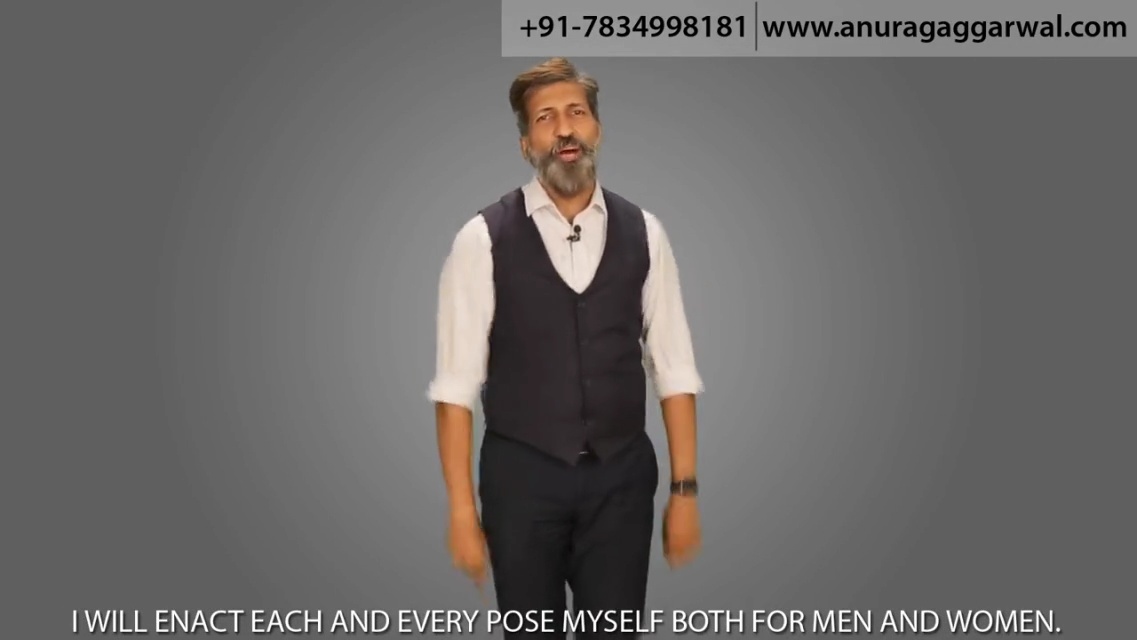 +91-7834998181 | www.anuragaggarwal.com
I WILL ENACT EACH AND EVERY POSE MYSELF BOTH FOR MEN AND WOMEN.